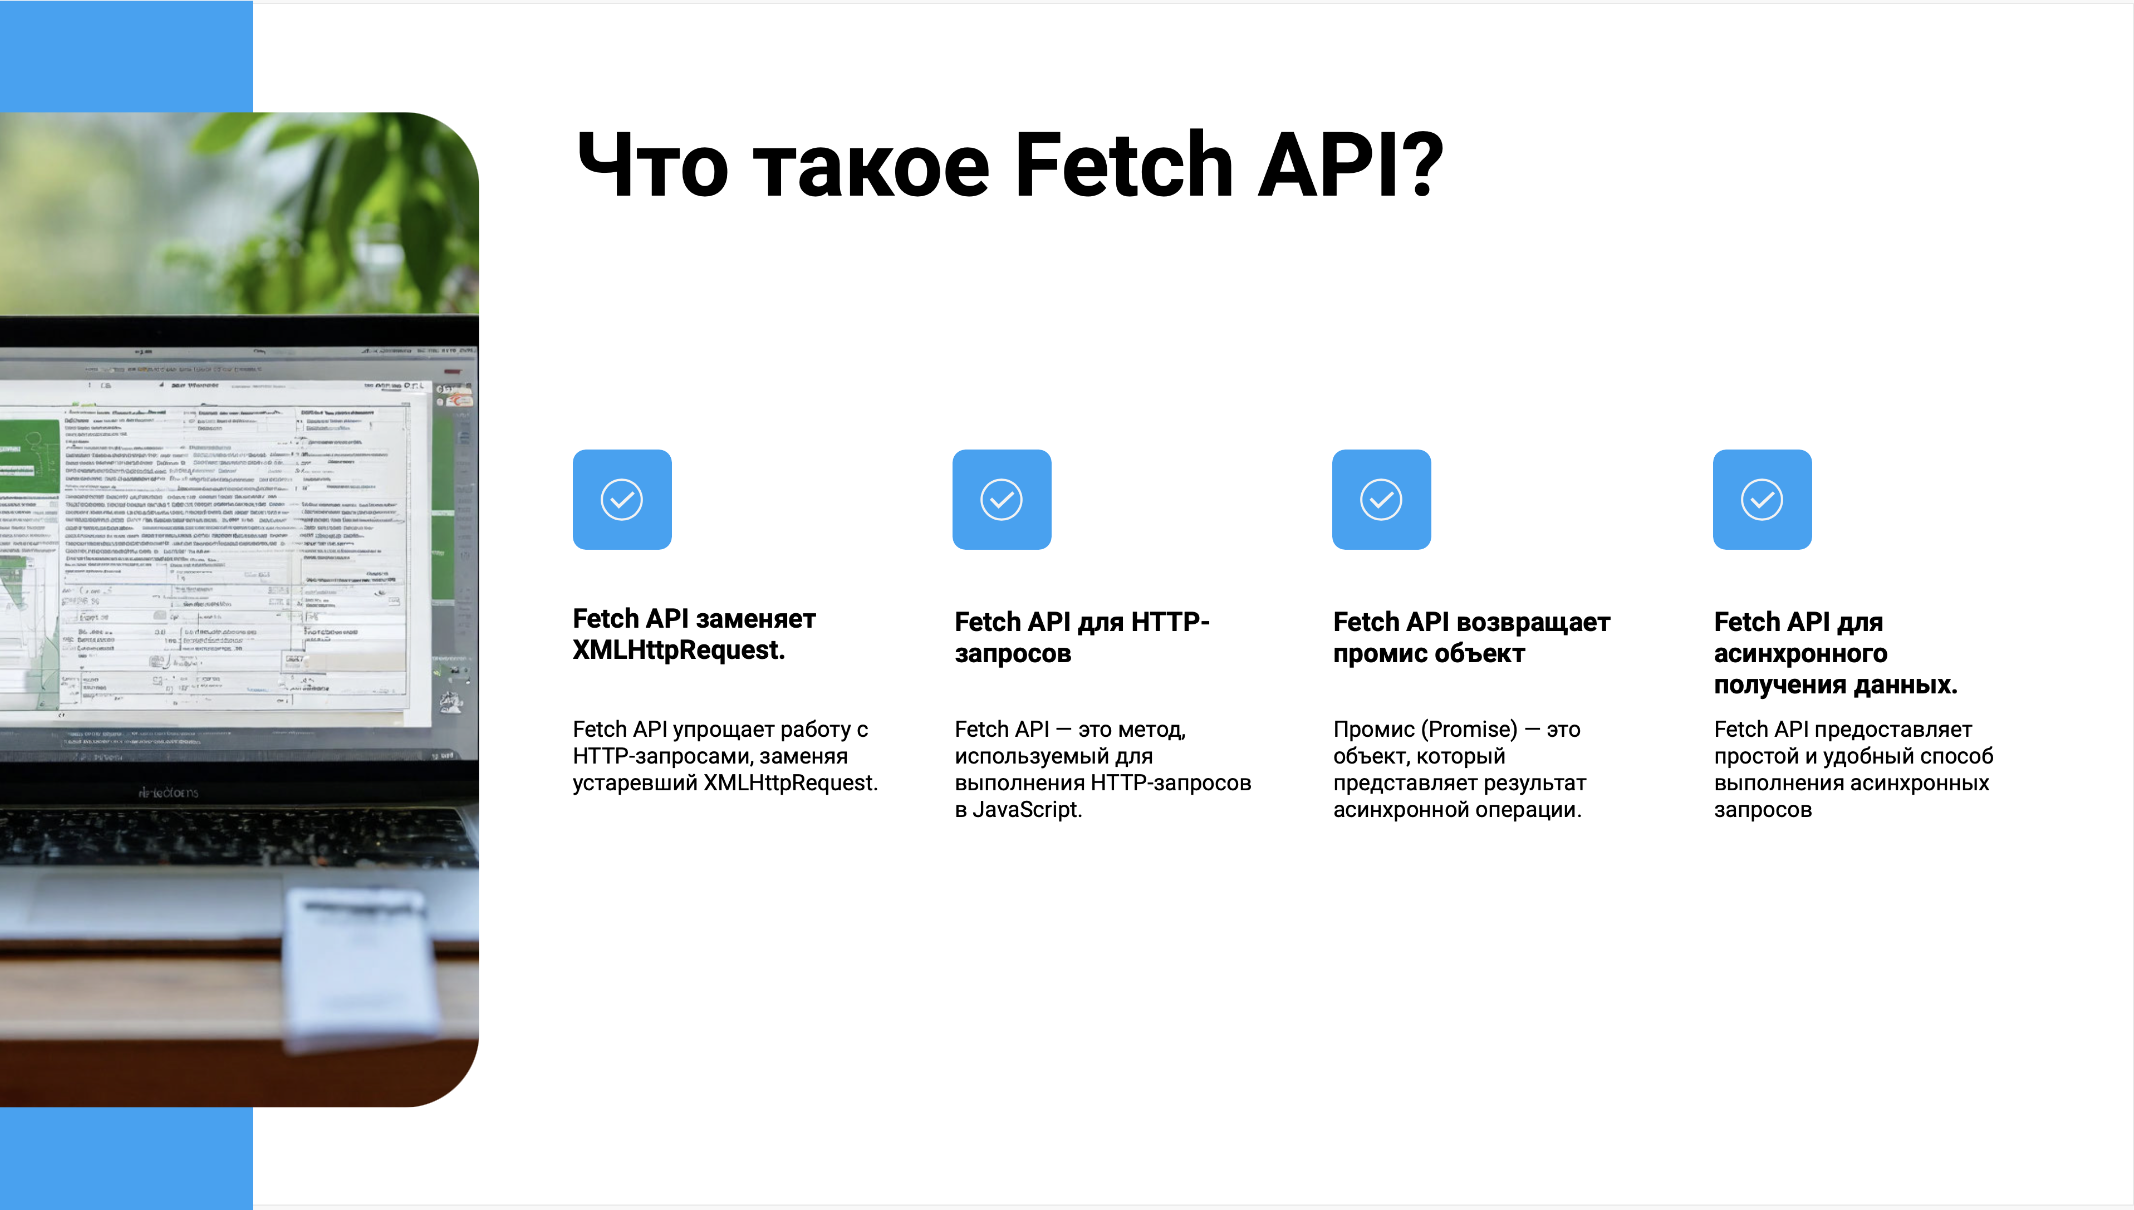 Что такое Fetch API?
Fetch API заменяет
XMLHttpRequest.
Fetch API упрощает работу с
HTTP-запросами, заменяя
устаревший XMLHttpRequest.
Fetch API для HTTP-
запросов
Fetch API — это метод,
используемый для
выполнения HTTP-запросов
в JavaScript.
Fetch API возвращает
промис объект
Промис (Promise) — это
объект, который
представляет результат
асинхронной операции.
Fetch API для
асинхронного
получения данных.
Fetch API предоставляет
простой и удобный способ
выполнения асинхронных
запросов